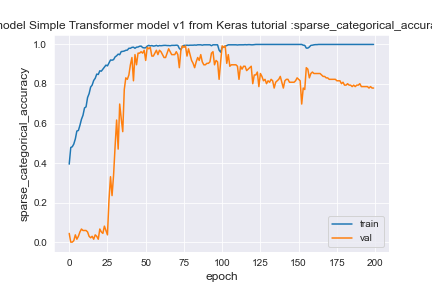 model Simple Transformer model v1 from Keras tutorial :sparse_categorical_accura
sparse_categorical_accuracy
1.0
0.8
0.6
0.4
0.2
0.0
0 25 50 75 100 125 150 175 200
epoch
train
val